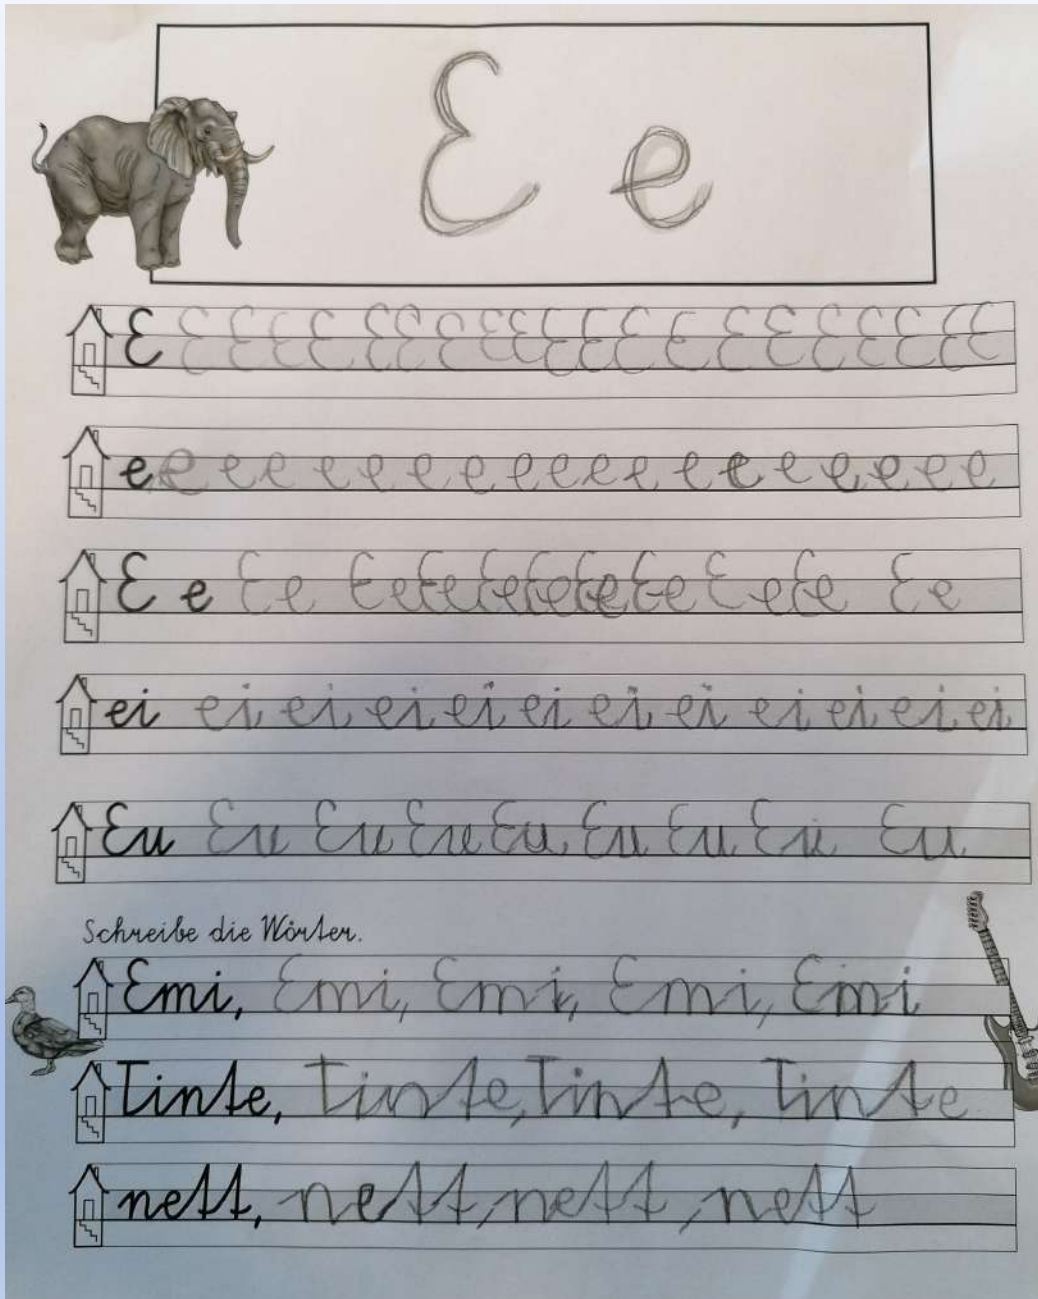 E e
E E E E E E E E E E E E E E E E E E E E
e e e e e e e e e e e e e e e e e e e
E e E e E e E e E e E e E e E e E e E e E e
ei ei ei ei ei ei ei ei ei ei ei ei
Eu Eu Eu Eu Eu Eu Eu Eu Eu
Schreibe die Wörter.
Emi, Emi, Emi, Emi, Emi
Tinte, Tinte, Tinte, Tinte
nett, nett, nett, nett